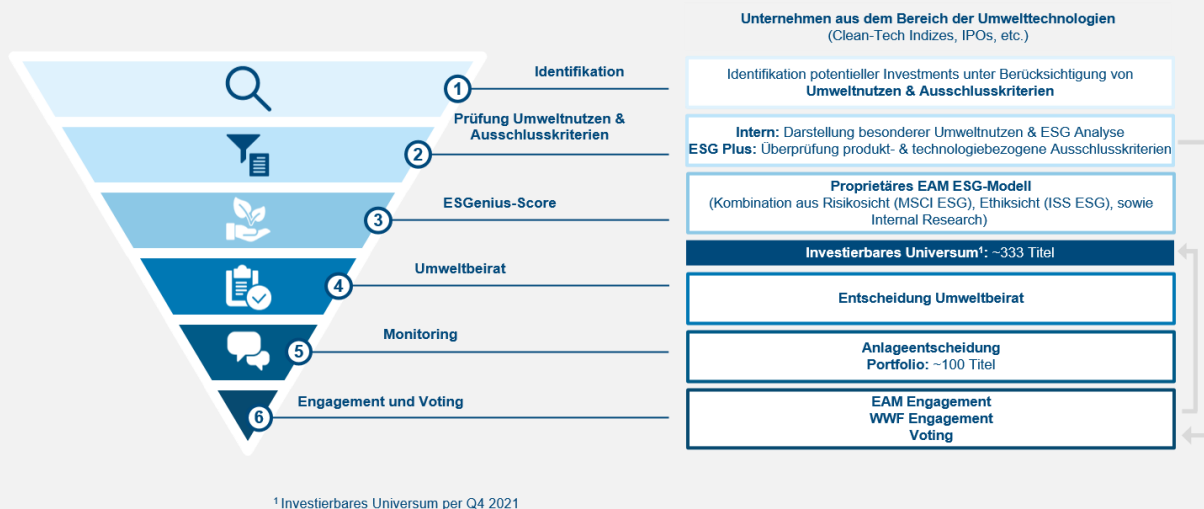 Unternehmen aus dem Bereich der Umwelttechnologien
(Clean-Tech Indizes, IPOs, etc.)
Identifikation
1
Identifikation potentieller Investments unter Berücksichtigung von
Umweltnutzen & Ausschlusskriterien
Prüfung Umweltnutzen &
Ausschlusskriterien
2
Intern: Darstellung besonderer Umweltnutzen & ESG Analyse
ESG Plus: Überprüfung produkt- & technologiebezogene Ausschlusskriterien
ESGenius-Score
3
Proprietäres EAM ESG-Modell
(Kombination aus Risikosicht (MSCI ESG), Ethiksicht (ISS ESG), sowie
Internal Research)
Investierbares Universum¹: ~333 Titel
Umweltbeirat
4
Entscheidung Umweltbeirat
Monitoring
5
Anlageentscheidung
Portfolio: ~100 Titel
Engagement und Voting
6
EAM Engagement
WWF Engagement
Voting
¹ Investierbares Universum per Q4 2021